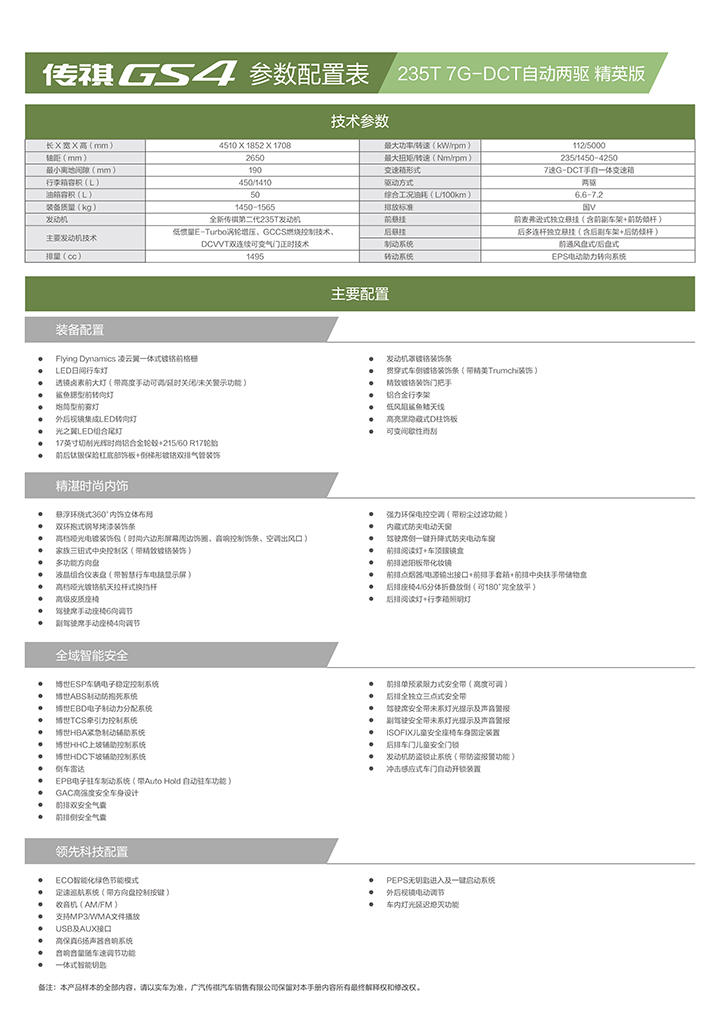 传祺 GS4 参数配置表 235T 7G-DCT自动两驱 精英版
技术参数
长 X 宽 X 高（mm） 4510 X 1852 X 1708 最大功率/转速（kW/rpm） 112/5000
轴距（mm） 2650 最大扭矩/转速（Nm/rpm） 235/1450-4250
最小离地间隙（mm） 190 变速箱形式 7速G-DCT手自一体变速箱
行李箱容积（L） 450/1410 驱动方式 两驱
油箱容积（L） 50 综合工况油耗（L/100km） 6.6-7.2
装备质量（kg） 1450-1565 排放标准 国V
发动机 全新传祺第二代235T发动机 前悬挂 前麦弗逊式独立悬挂（含前副车架+前防倾杆）
主要发动机技术 低惯量E-Turbo涡轮增压、GCCS燃烧控制技术、 后悬挂 后多连杆独立悬挂（含后副车架+后防倾杆）
DCVVT双连续可变气门正时技术 制动系统 前通风盘式/后盘式
排量（cc） 1495 转动系统 EPS电动助力转向系统
主要配置
装备配置
● Flying Dynamics 凌云翼一体式镀铬前格栅
● LED日间行车灯
● 透镜卤素前大灯（带高度手动可调/延时关闭/未关警示功能）
● 鲨鱼腮型前转向灯
● 炮筒型前雾灯
● 外后视镜集成LED转向灯
● 光之翼LED组合尾灯
● 17英寸切削光辉时尚铝合金轮毂+215/60 R17轮胎
● 前后钛银保险杠底部饰板+倒梯形镀铬双排气管装饰
● 发动机罩镀铬装饰条
● 贯穿式车侧镀铬装饰条（带精美Trumchi装饰）
● 精致镀铬装饰门把手
● 铝合金行李架
● 低风阻鲨鱼鳍天线
● 高亮黑隐藏式D柱饰板
● 可变间歇性雨刮
精湛时尚内饰
● 悬浮环绕式360°内饰立体布局
● 双环抱式钢琴烤漆装饰条
● 高档哑光电镀装饰包（时尚六边形屏幕周边饰圈、音响控制饰条、空调出风口）
● 家族三钮式中央控制区（带精致镀铬装饰）
● 多功能方向盘
● 液晶组合仪表盘（带智慧行车电脑显示屏）
● 高档哑光镀铬航天拉杆式换挡杆
● 高级皮质座椅
● 驾驶席手动座椅6向调节
● 副驾驶席手动座椅4向调节
● 强力环保电控空调（带粉尘过滤功能）
● 内藏式防夹电动天窗
● 驾驶席侧一键升降式防夹电动车窗
● 前排阅读灯+车顶眼镜盒
● 前排遮阳板带化妆镜
● 前排点烟器/电源输出接口+前排手套箱+前排中央扶手带储物盒
● 后排座椅4/6分体折叠放倒（可180°完全放平）
● 后排阅读灯+行李箱照明灯
全域智能安全
● 博世ESP车辆电子稳定控制系统
● 博世ABS制动防抱死系统
● 博世EBD电子制动力分配系统
● 博世TCS牵引力控制系统
● 博世HBA紧急制动辅助系统
● 博世HHC上坡辅助控制系统
● 博世HDC下坡辅助控制系统
● 倒车雷达
● EPB电子驻车制动系统（带Auto Hold 自动驻车功能）
● GAC高强度安全车身设计
● 前排双安全气囊
● 前排侧安全气囊
● 前排单预紧限力式安全带（高度可调）
● 后排全独立三点式安全带
● 驾驶席安全带未系灯光提示及声音警报
● 副驾驶安全带未系灯光提示及声音警报
● ISOFIX儿童安全座椅车身固定装置
● 后排车门儿童安全门锁
● 发动机防盗锁止系统（带防盗报警功能）
● 冲击感应式车门自动开锁装置
领先科技配置
● ECO智能化绿色节能模式
● 定速巡航系统（带方向盘控制按键）
● 收音机（AM/FM）
● 支持MP3/WMA文件播放
● USB及AUX接口
● 高保真6扬声器音响系统
● 音响音量随车速调节功能
● 一体式智能钥匙
● PEPS无钥匙进入及一键启动系统
● 外后视镜电动调节
● 车内灯光延迟熄灭功能
备注：本产品样本的全部内容，请以实车为准，广汽传祺汽车销售有限公司保留对本手册内容所有最终解释权和修改权。